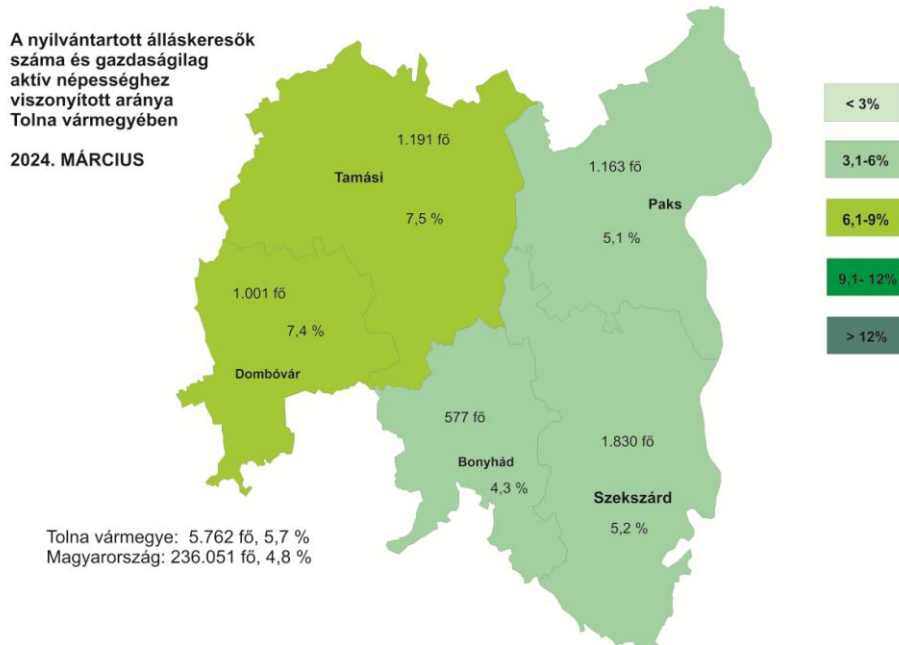 A nyilvántartott álláskeresők
száma és gazdaságilag
aktív népességhez
viszonyított aránya
Tolna vármegyében
2024. MÁRCIUS
1.191 fő
Tamási
7,5 %
1.163 fő
Paks
5,1 %
1.001 fő
7,4 %
Dombóvár
577 fő
Bonyhád
4,3 %
1.830 fő
Szekszárd
5,2 %
Tolna vármegye: 5.762 fő, 5,7 %
Magyarország: 236.051 fő, 4,8 %
< 3%
3,1-6%
6,1-9%
9,1- 12%
> 12%